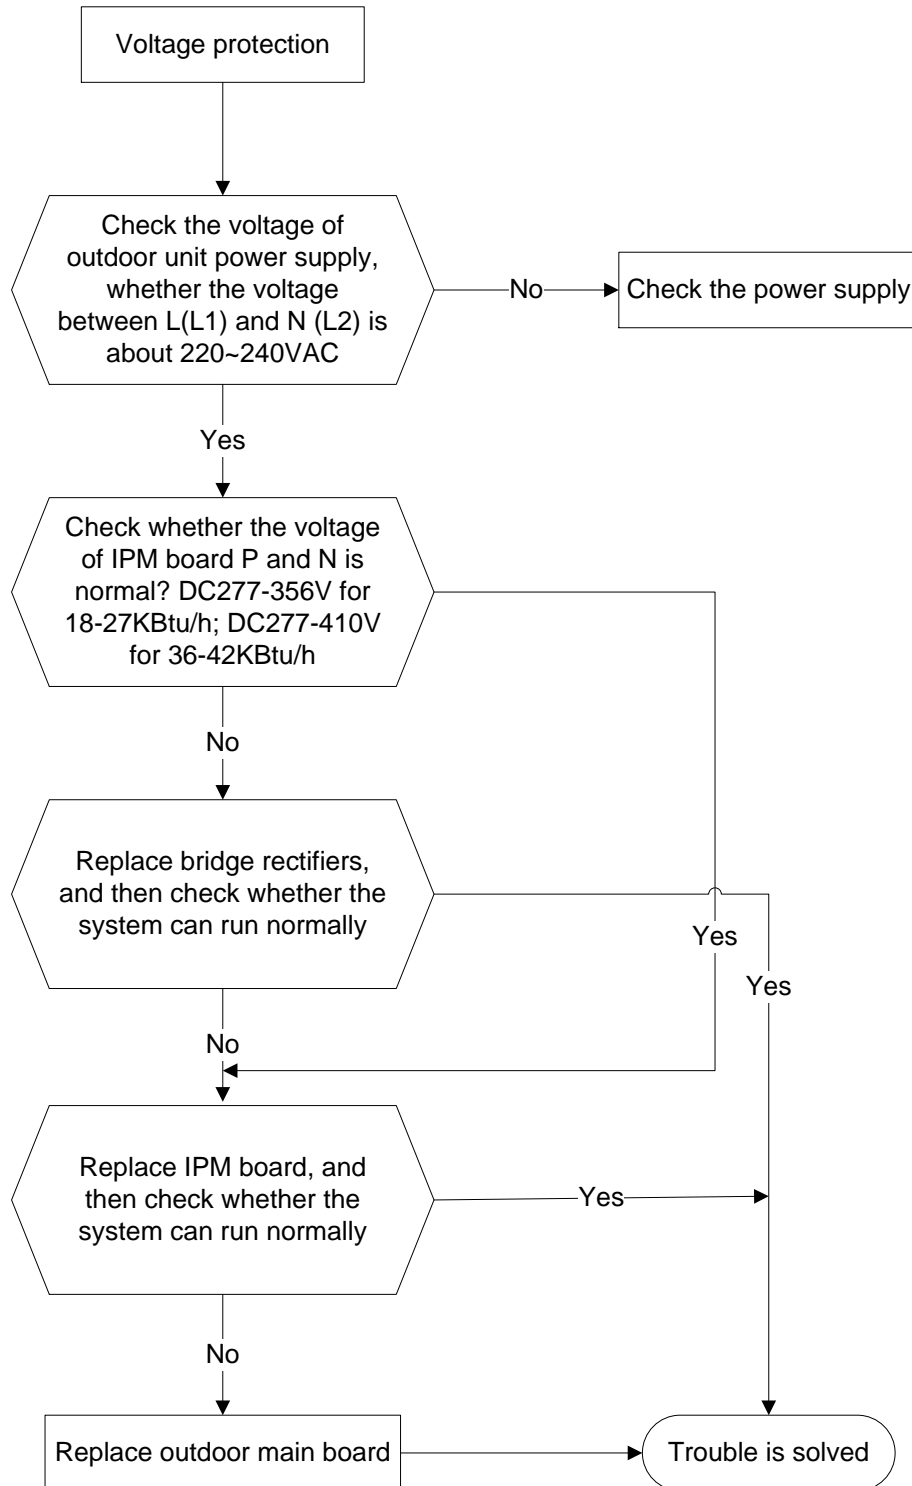 Voltage protection
Check the voltage of
outdoor unit power supply,
whether the voltage
between L(L1) and N (L2) is
about 220~240VAC
No
Check the power supply
Yes
Check whether the voltage
of IPM board P and N is
normal? DC277-356V for
18-27KBtu/h; DC277-410V
for 36-42KBtu/h
No
Replace bridge rectifiers,
and then check whether the
system can run normally
Yes
Yes
No
Replace IPM board, and
then check whether the
system can run normally
Yes
No
Replace outdoor main board
Trouble is solved